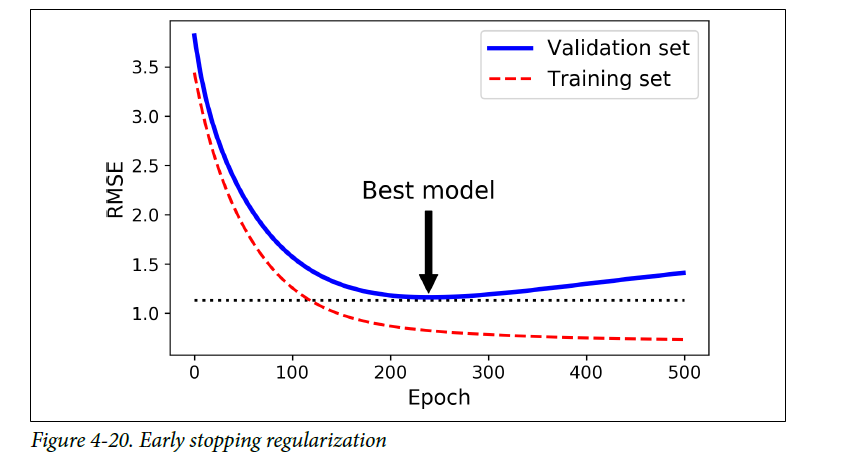 Validation set
Training set
3.5
3.0
2.5
2.0
1.5
1.0
RMSE
Best model
0 100 200 300 400 500
Epoch
Figure 4-20. Early stopping regularization